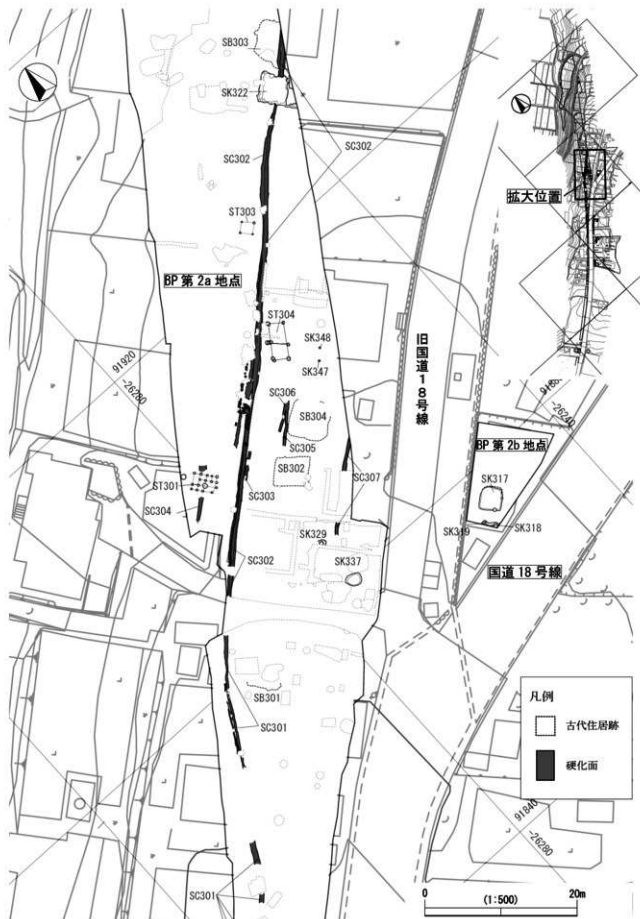 SB303
SK322
SC302
SC302
ST303
拡大位置
BP 第 2a 地点
ST304
SK348
SK347
旧国道18号線
91920
-26280
SC306
SB304
SC305
SB302
SC307
-26240
BP 第 2b 地点
SK317
ST301
SC303
SC304
SK329
SK319
SK318
SC302
SK337
国道 18 号線
SB301
SC301
凡例
古代住居跡
硬化面
91840
-26280
SC301
0
(1:500)
20m